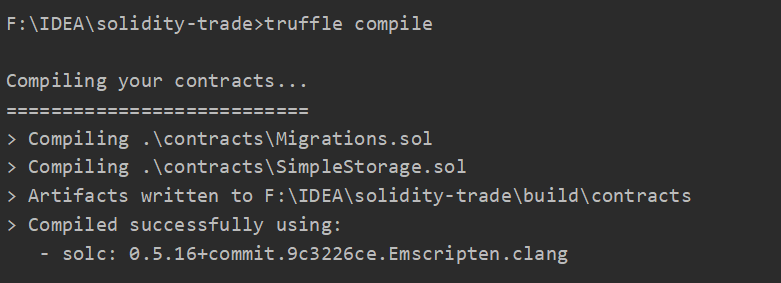 F:\IDEA\solidity-trade>truffle compile
Compiling your contracts...
===========================
> Compiling .\contracts\Migrations.sol
> Compiling .\contracts\SimpleStorage.sol
> Artifacts written to F:\IDEA\solidity-trade\build\contracts
> Compiled successfully using:
   - solc: 0.5.16+commit.9c3226ce.Emscripten.clang